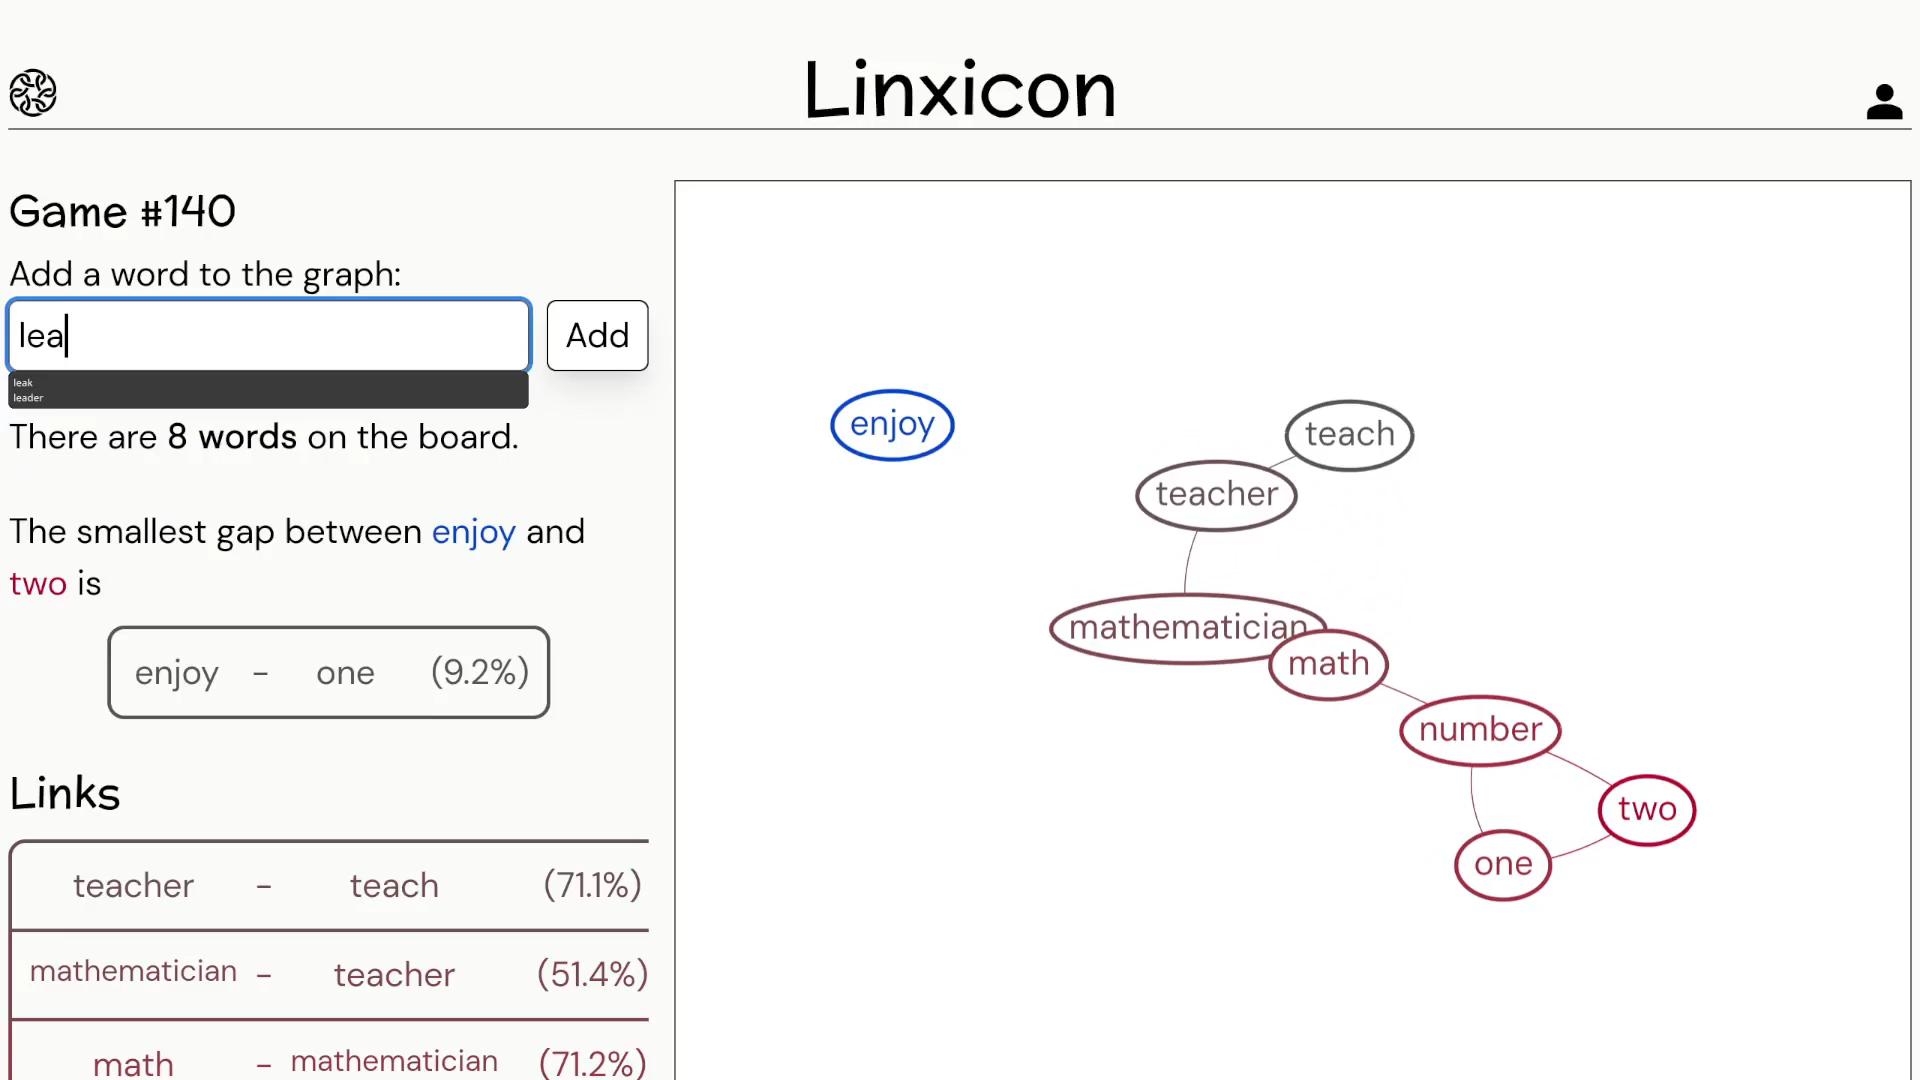 Linxicon
Game #140
Add a word to the graph:
lea
Add
leak
leader
There are 8 words on the board.
The smallest gap between enjoy and
two is
enjoy - one (9.2%)
Links
teacher - teach (71.1%)
mathematician - teacher (51.4%)
math - mathematician (71.2%)
enjoy
teach
teacher
mathematician
math
number
two
one